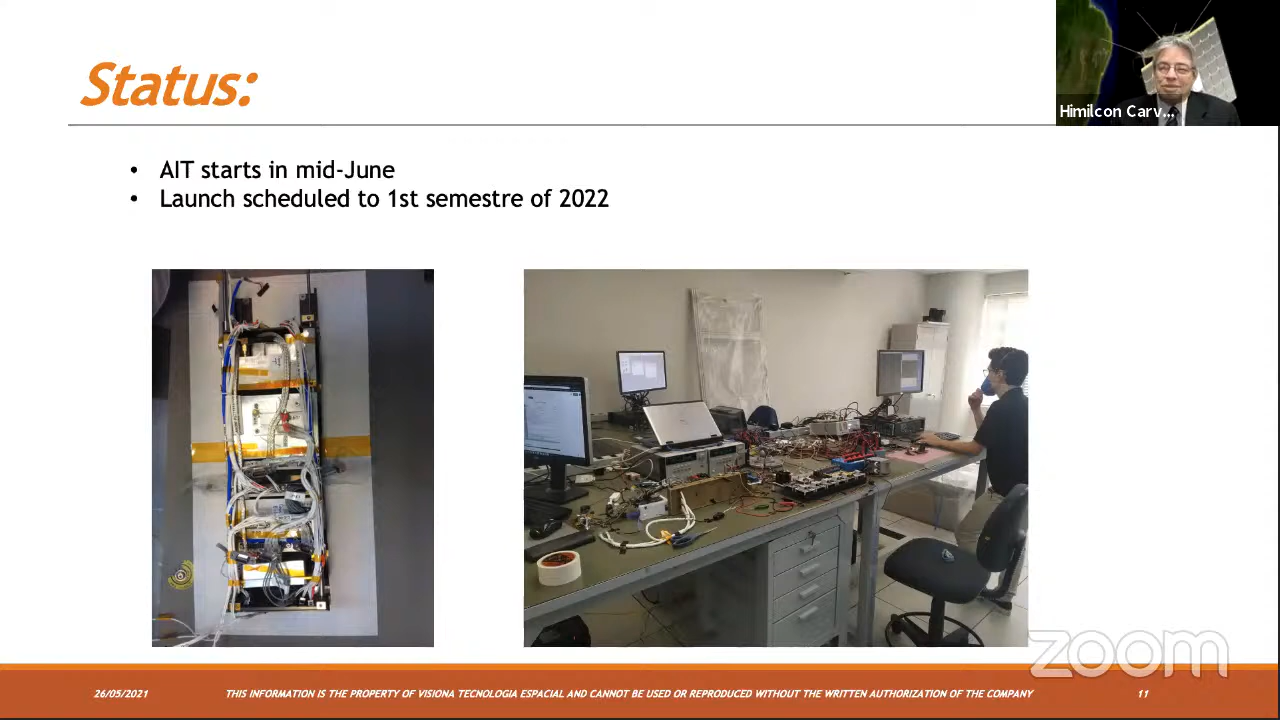 Status:
Himilcon Carv...
• AIT starts in mid-June
• Launch scheduled to 1st semestre of 2022
zoom
26/05/2021 THIS INFORMATION IS THE PROPERTY OF VISIONA TECNOLOGIA ESPACIAL AND CANNOT BE USED OR REPRODUCED WITHOUT THE WRITTEN AUTHORIZATION OF THE COMPANY 11